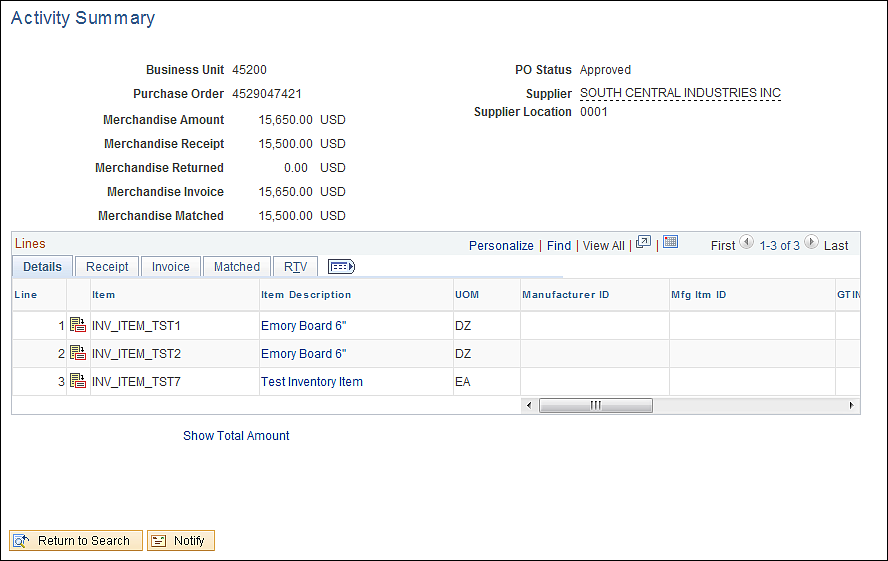 Activity Summary
Business Unit 45200 PO Status Approved
Purchase Order 4529047421 Supplier SOUTH CENTRAL INDUSTRIES INC
Merchandise Amount 15,650.00 USD Supplier Location 0001
Merchandise Receipt 15,500.00 USD
Merchandise Returned 0.00 USD
Merchandise Invoice 15,650.00 USD
Merchandise Matched 15,500.00 USD
Lines Personalize | Find | View All | | First 1-3 of 3 Last
Details Receipt Invoice Matched RTV
Line Item Item Description UOM Manufacturer ID Mfg Itm ID GTIN
1 INV_ITEM_TST1 Emory Board 6" DZ
2 INV_ITEM_TST2 Emory Board 6" DZ
3 INV_ITEM_TST7 Test Inventory Item EA
Show Total Amount
Return to Search Notify